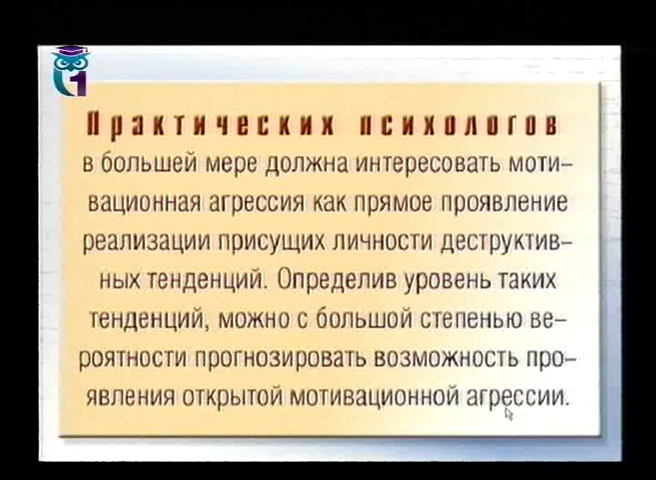 1
Практических психологов
в большей мере должна интересовать моти–
вационная агрессия как прямое проявление
реализации присущих личности деструктив–
ных тенденций. Определив уровень таких
тенденций, можно с большой степенью ве–
роятности прогнозировать возможность про–
явления открытой мотивационной агрессии.